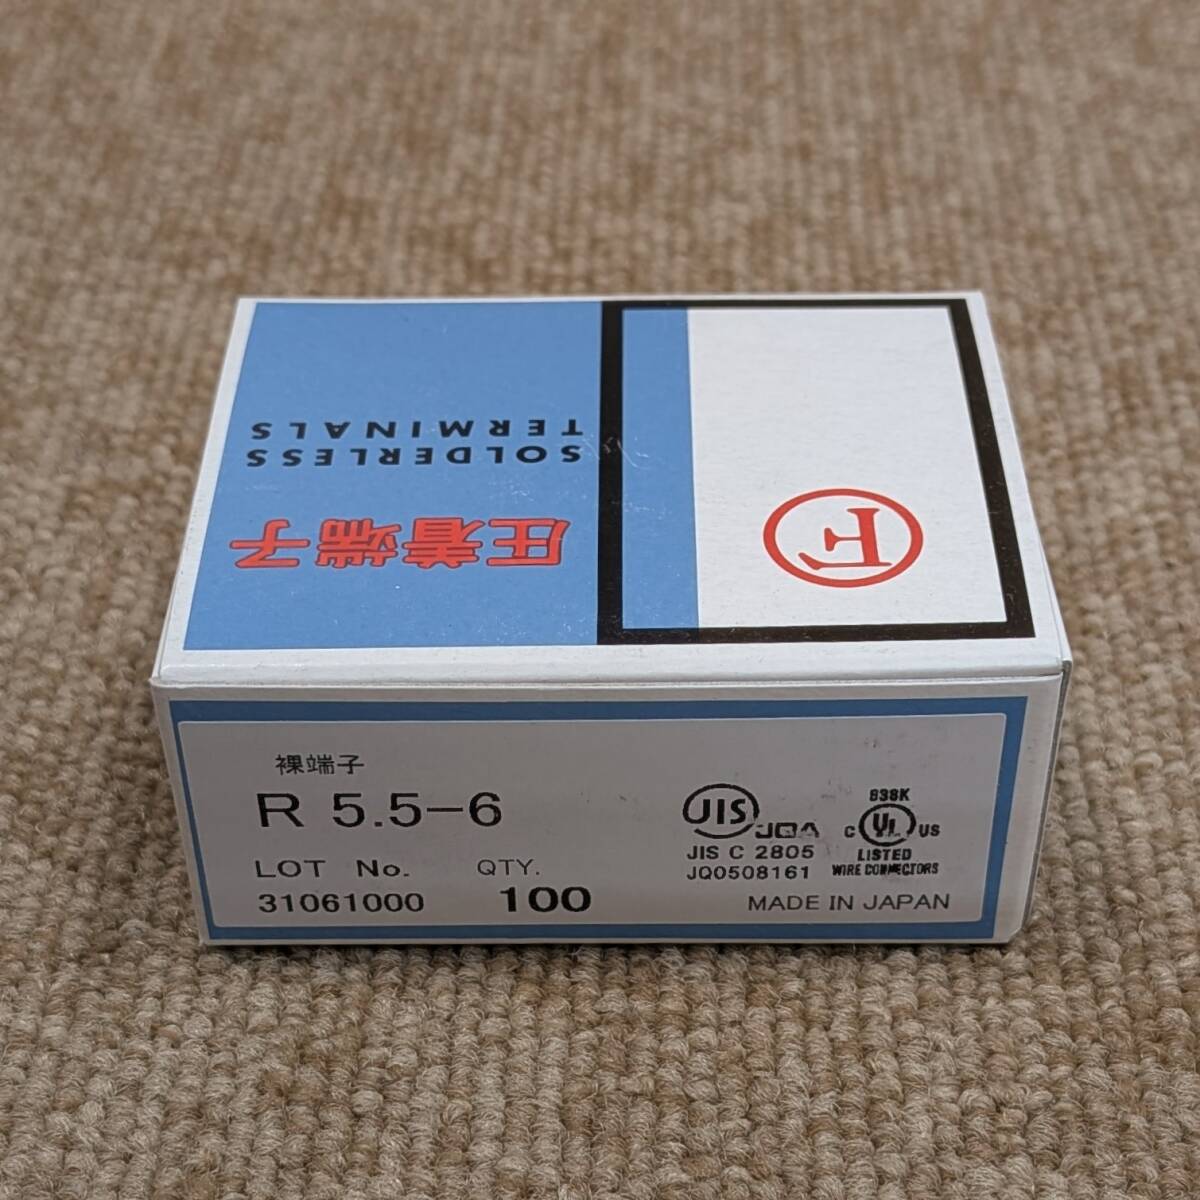 圧着端子
SOLDERLESS
TERMINALS
F
裸端子
R 5.5-6
LOT No. QTY.
31061000 100
JIS JQA
JIS C 2805
JQ0508161
838K
C UL US
LISTED
WIRE CONNECTORS
MADE IN JAPAN